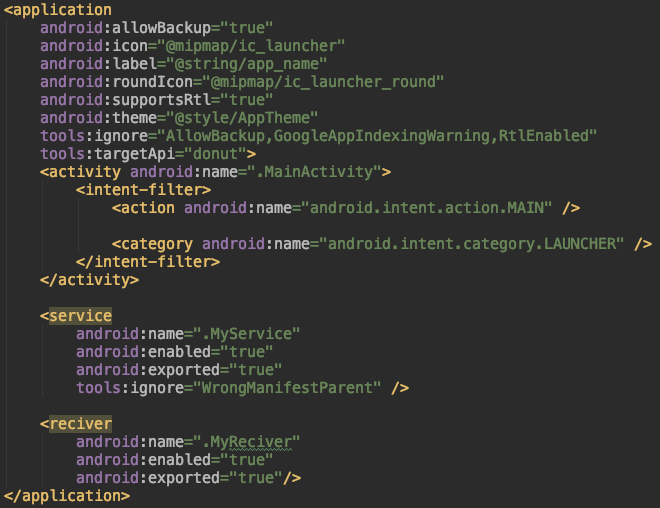 <application
android:allowBackup="true"
android:icon="@mipmap/ic_launcher"
android:label="@string/app_name"
android:roundIcon="@mipmap/ic_launcher_round"
android:supportsRtl="true"
android:theme="@style/AppTheme"
tools:ignore="AllowBackup,GoogleAppIndexingWarning,RtlEnabled"
tools:targetApi="donut">
<activity android:name=".MainActivity">
<intent-filter>
<action android:name="android.intent.action.MAIN" />
<category android:name="android.intent.category.LAUNCHER" />
</intent-filter>
</activity>
<service
android:name=".MyService"
android:enabled="true"
android:exported="true"
tools:ignore="WrongManifestParent" />
<reciver
android:name=".MyReciver"
android:enabled="true"
android:exported="true"/>
</application>